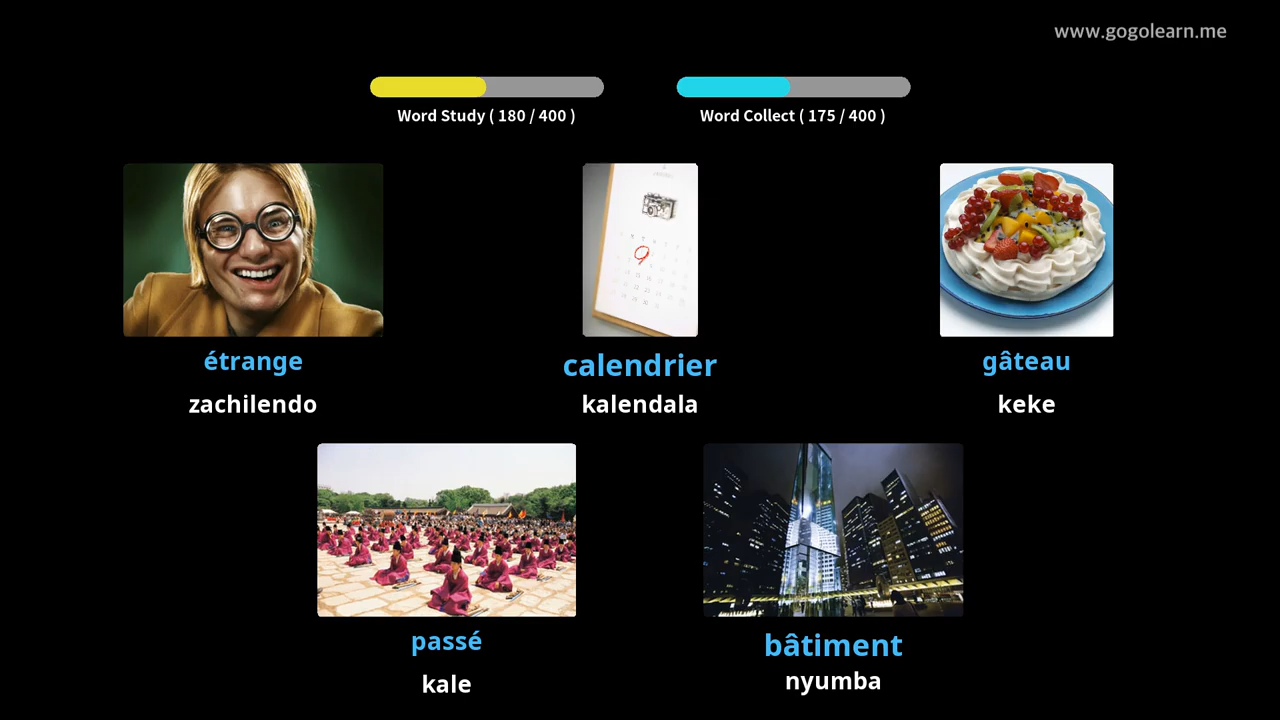 www.gogolearn.me
Word Study ( 180 / 400 )
Word Collect ( 175 / 400 )
étrange
zachilendo
calendrier
kalendala
gâteau
keke
passé
kale
bâtiment
nyumba